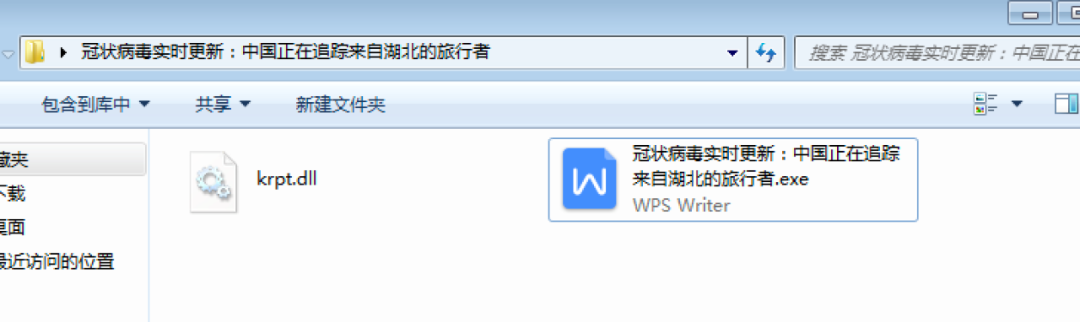 冠状病毒实时更新：中国正在追踪来自湖北的旅行者
搜索 冠状病毒实时更新：中国正在
包含到库中
共享
新建文件夹
藏夹
下载
桌面
最近访问的位置
krpt.dll
冠状病毒实时更新：中国正在追踪
来自湖北的旅行者.exe
WPS Writer